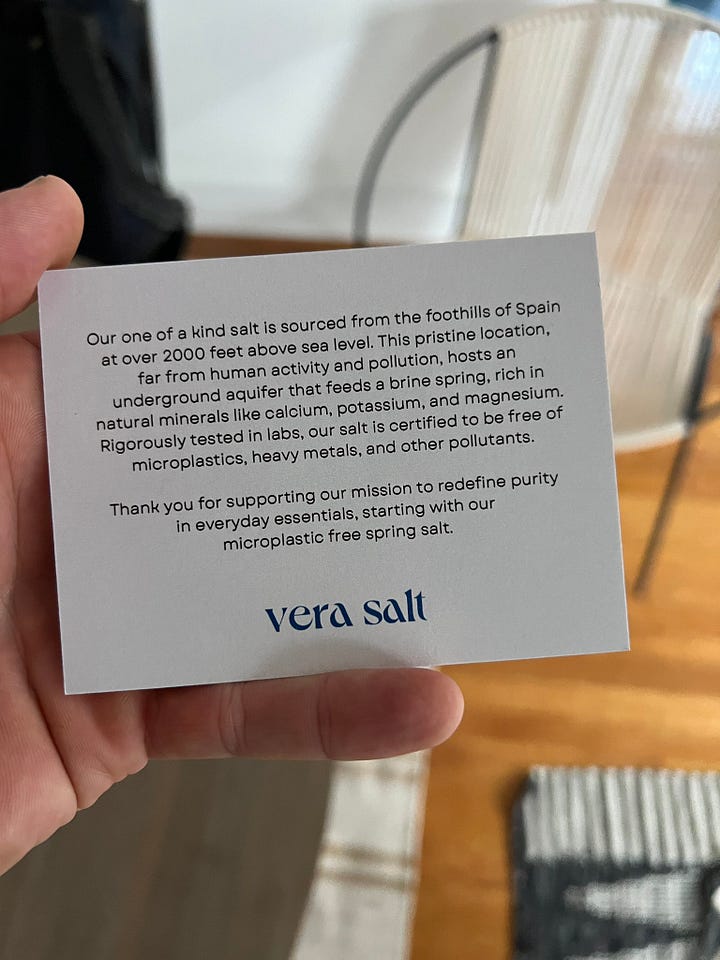 Our one of a kind salt is sourced from the foothills of Spain
at over 2000 feet above sea level. This pristine location,
far from human activity and pollution, hosts an
underground aquifer that feeds a brine spring, rich in
natural minerals like calcium, potassium, and magnesium.
Rigorously tested in labs, our salt is certified to be free of
microplastics, heavy metals, and other pollutants.
Thank you for supporting our mission to redefine purity
in everyday essentials, starting with our
microplastic free spring salt.
vera salt